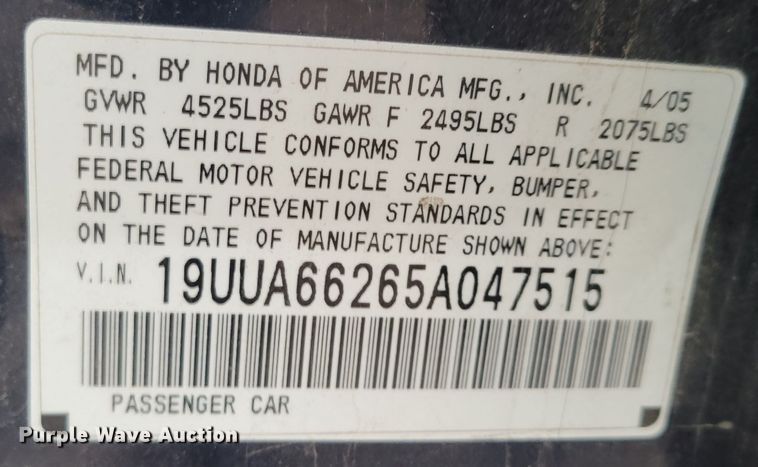 MFD. BY HONDA OF AMERICA MFG., INC. 4/05
GVWR 4525LBS GAWR F 2495LBS R 2075LBS
THIS VEHICLE CONFORMS TO ALL APPLICABLE
FEDERAL MOTOR VEHICLE SAFETY, BUMPER,
AND THEFT PREVENTION STANDARDS IN EFFECT
ON THE DATE OF MANUFACTURE SHOWN ABOVE:
V.I.N. 19UUA66265A047515
PASSENGER CAR
Purple Wave Auction